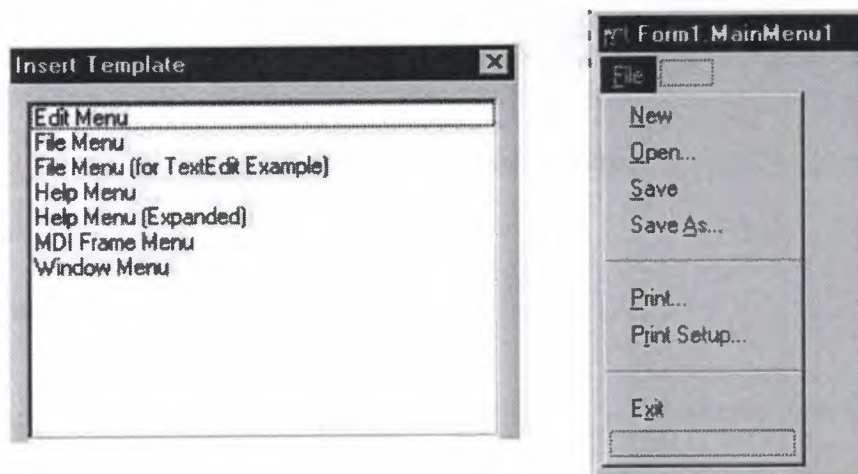 Insert Template
Edit Menu
File Menu
File Menu (for TextEdit Example)
Help Menu
Help Menu (Expanded)
MDI Frame Menu
Window Menu
Form1.MainMenu1
File
New
Open...
Save
Save As...
Print...
Print Setup...
Exit